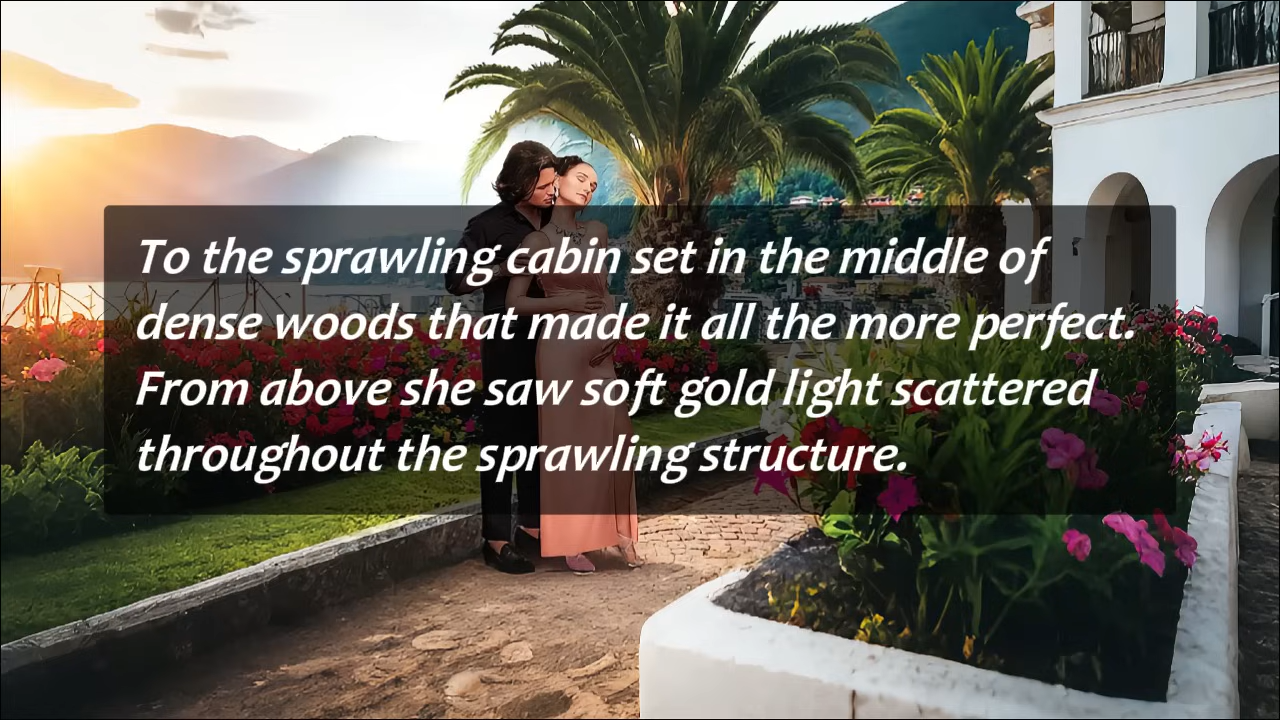 To the sprawling cabin set in the middle of
dense woods that made it all the more perfect.
From above she saw soft gold light scattered
throughout the sprawling structure.